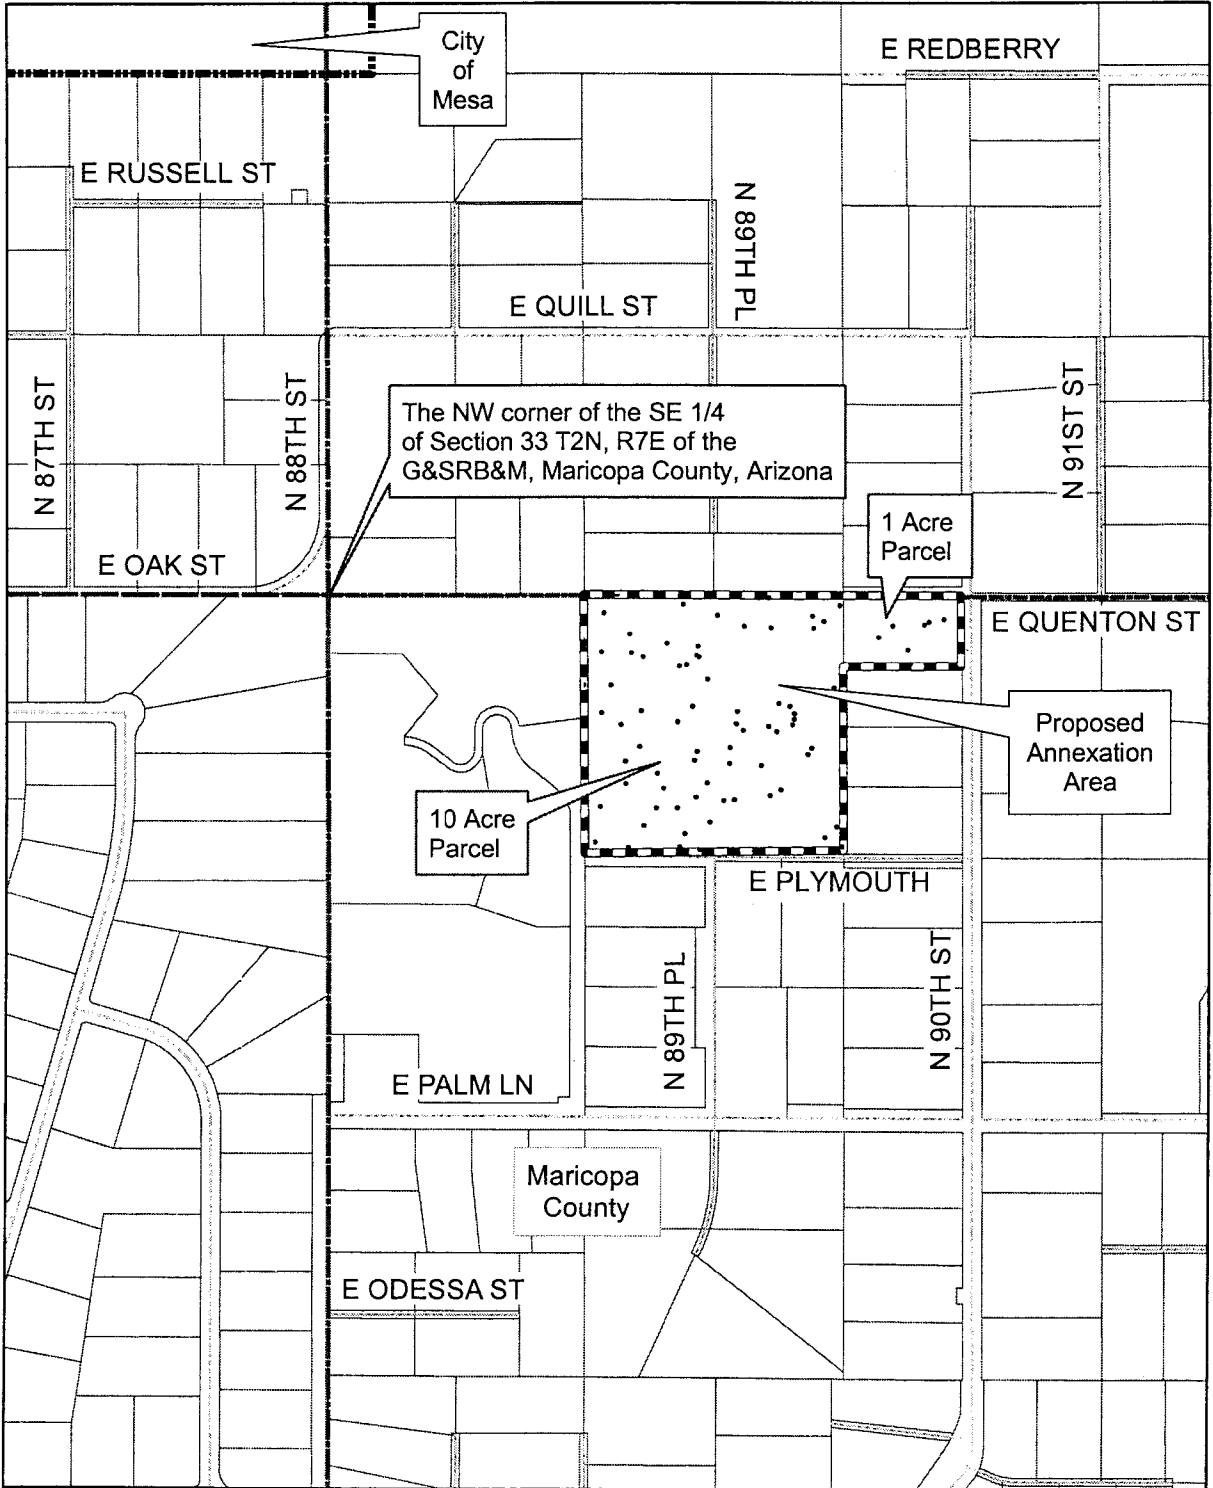 City
of
Mesa
E REDBERRY
E RUSSELL ST
N 89TH PL
E QUILL ST
N 87TH ST
N 88TH ST
N 91ST ST
The NW corner of the SE 1/4
of Section 33 T2N, R7E of the
G&SRB&M, Maricopa County, Arizona
1 Acre
Parcel
E OAK ST
E QUENTON ST
Proposed
Annexation
Area
10 Acre
Parcel
E PLYMOUTH
N 89TH PL
N 90TH ST
E PALM LN
Maricopa
County
E ODESSA ST